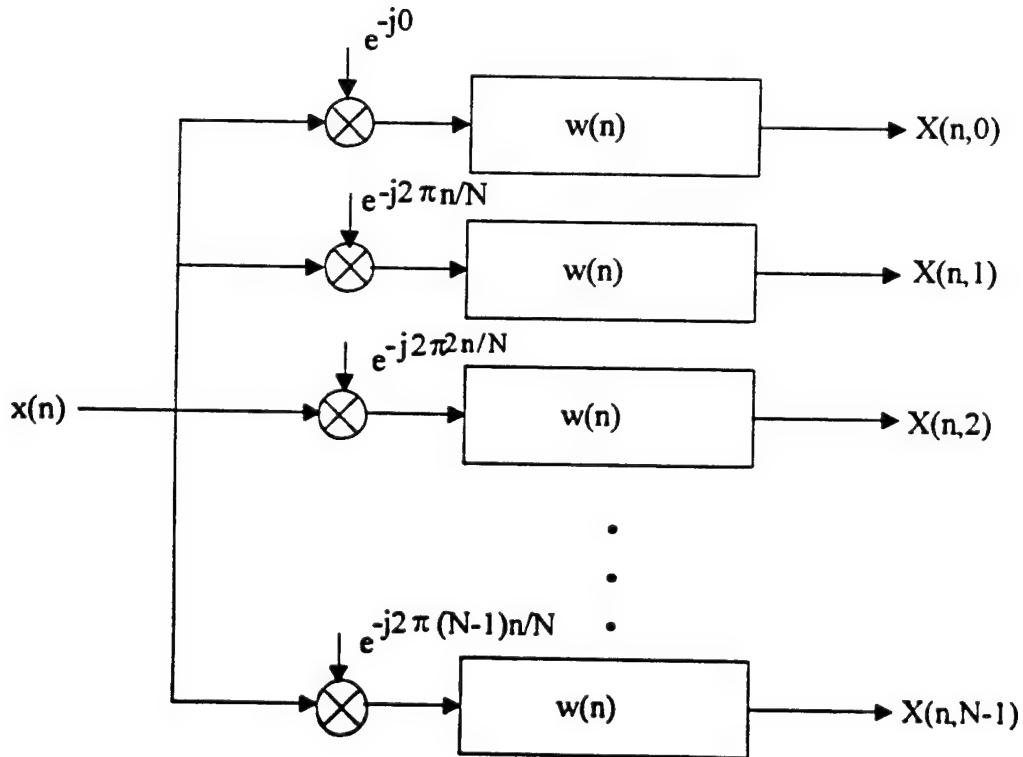 e^-j0
w(n)
X(n,0)
e^-j2πn/N
w(n)
X(n,1)
e^-j2π2n/N
x(n)
w(n)
X(n,2)
e^-j2π(N-1)n/N
w(n)
X(n,N-1)